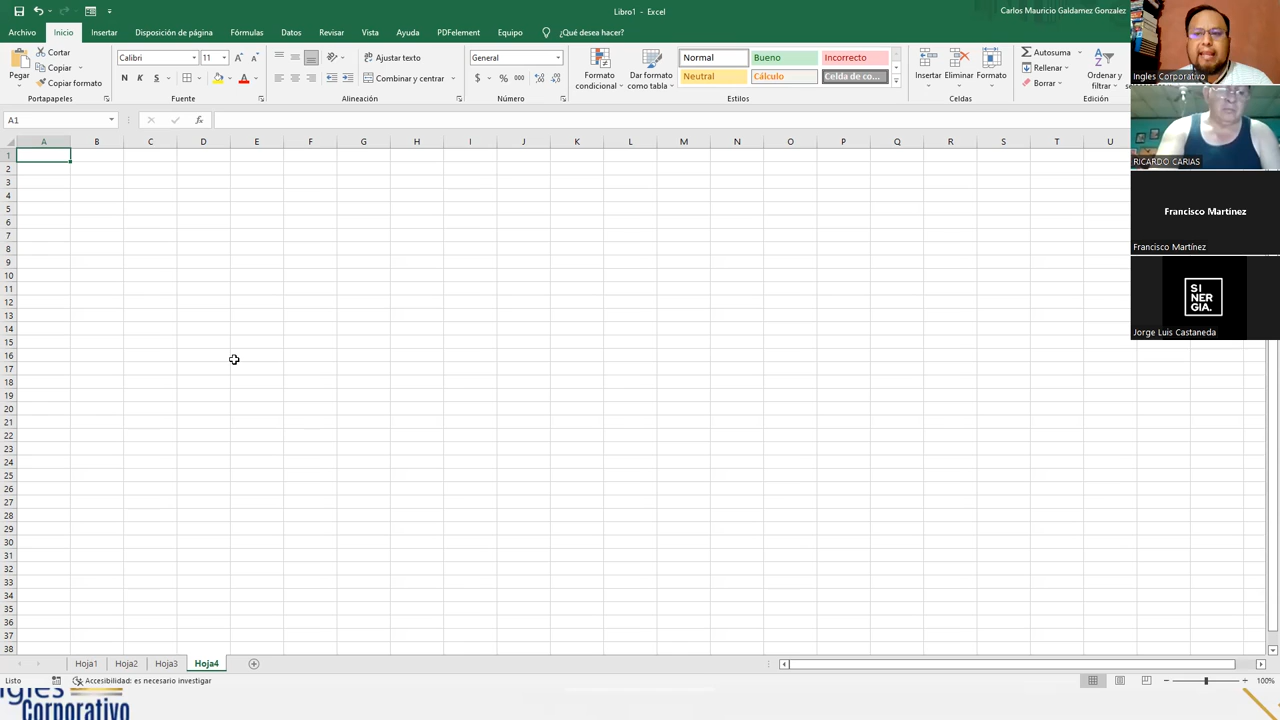 Libro1 - Excel
Carlos Mauricio Galdamez Gonzalez
Archivo Inicio Insertar Disposición de página Fórmulas Datos Revisar Vista Ayuda PDFelement Equipo ¿Qué desea hacer?
Pegar
Cortar
Copiar
Copiar formato
Portapapeles
Calibri 11
N K S
Fuente
Ajustar texto
Combinar y centrar
Alineación
General
$ % 000
Número
Formato condicional
Dar formato como tabla
Normal Bueno Incorrecto
Neutral Cálculo Celda de co...
Estilos
Insertar Eliminar Formato
Celdas
Autosuma
Rellenar
Borrar
Ordenar y filtrar
Edición
Ingles Corporativo
RICARDO CARIAS
Francisco Martínez
Francisco Martínez
SI
NER
GIA.
Jorge Luis Castaneda
A1
fx
A B C D E F G H I J K L M N O P Q R S T U
1
2
3
4
5
6
7
8
9
10
11
12
13
14
15
16
17
18
19
20
21
22
23
24
25
26
27
28
29
30
31
32
33
34
35
36
37
38
Hoja1 Hoja2 Hoja3 Hoja4
Listo Accesibilidad: es necesario investigar
100%
Ingles
Corporativo